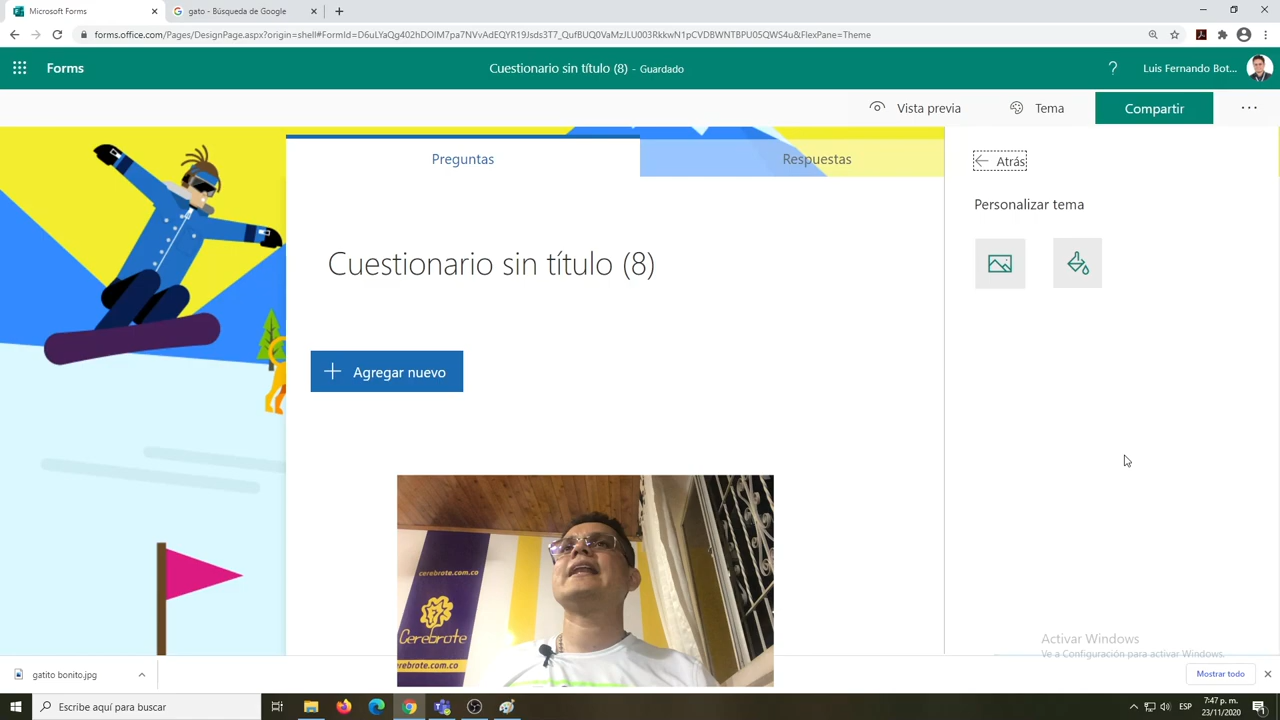 Microsoft Forms
gato - Búsqueda de Google
forms.office.com/Pages/DesignPage.aspx?origin=shell#FormId=D6uLYaQg402hDOIM7pa7NVvAdEQYR19Jsds3T7_QufBUQ0VaMzJLU003RkkwN1pCVDBWNTBPU05QWS4u&FlexPane=Theme
Forms
Cuestionario sin título (8) - Guardado
Luis Fernando Bot...
Vista previa
Tema
Compartir
Preguntas
Respuestas
Atrás
Personalizar tema
Cuestionario sin título (8)
Agregar nuevo
cerebrote.com.co
Cerebrote
erebrote.com.co
Activar Windows
Ve a Configuración para activar Windows.
gatito bonito.jpg
Mostrar todo
Escribe aquí para buscar
ESP
7:47 p. m.
23/11/2020